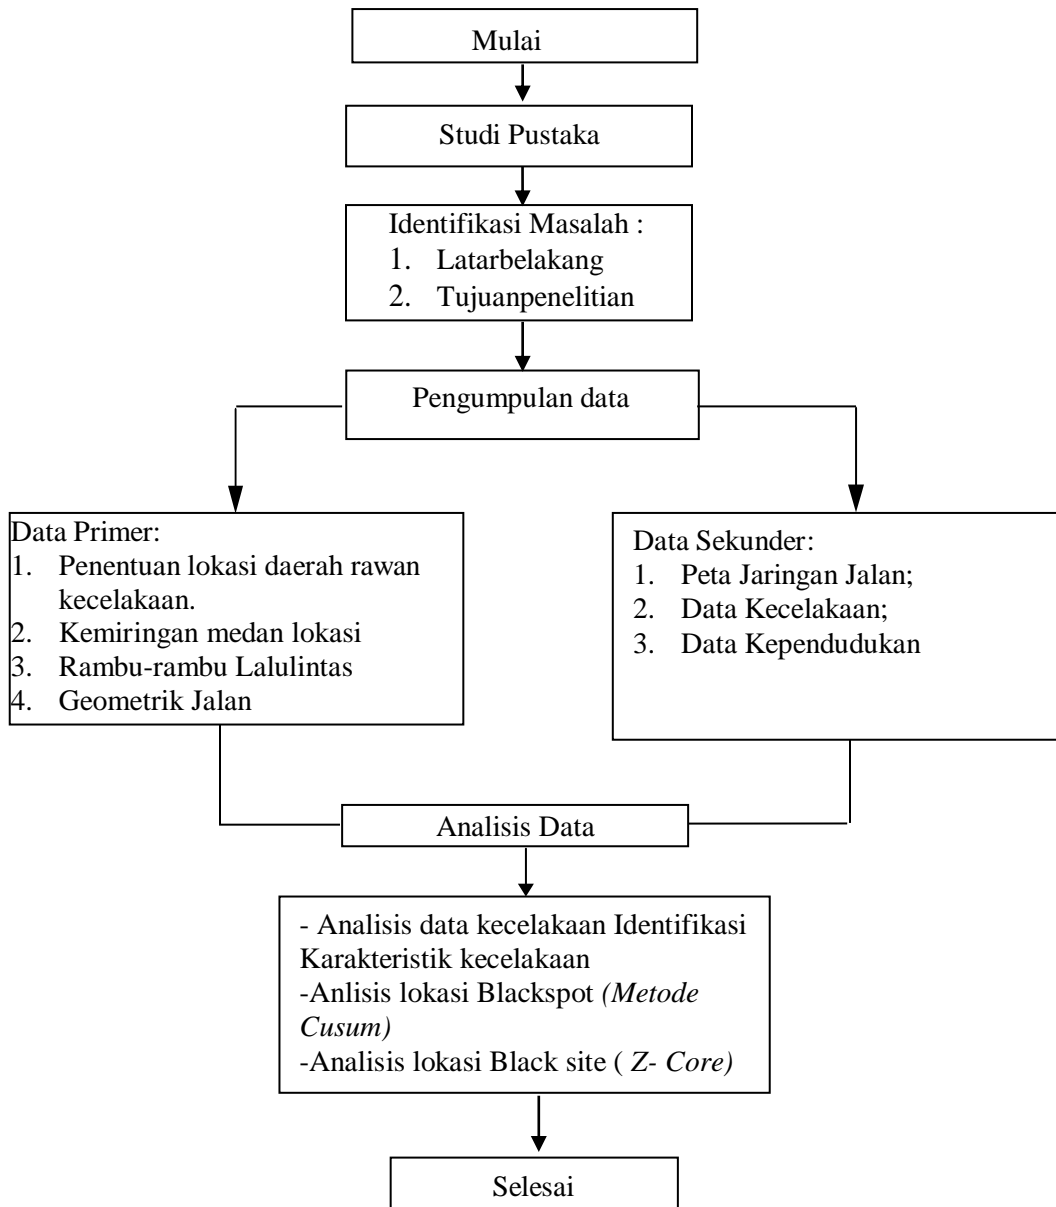 Mulai
Studi Pustaka
Identifikasi Masalah :
1. Latarbelakang
2. Tujuanpenelitian
Pengumpulan data
Data Primer:
1. Penentuan lokasi daerah rawan
kecelakaan.
2. Kemiringan medan lokasi
3. Rambu-rambu Lalulintas
4. Geometrik Jalan
Data Sekunder:
1. Peta Jaringan Jalan;
2. Data Kecelakaan;
3. Data Kependudukan
Analisis Data
- Analisis data kecelakaan Identifikasi
Karakteristik kecelakaan
-Anlisis lokasi Blackspot (Metode
Cusum)
-Analisis lokasi Black site ( Z- Core)
Selesai